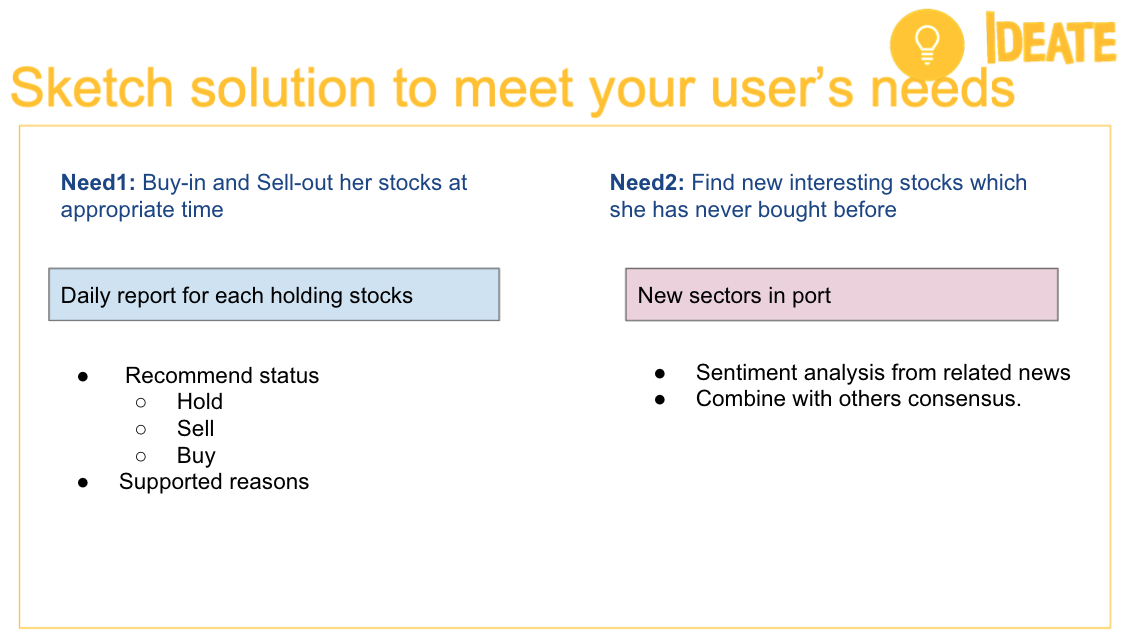 IDEATE
Sketch solution to meet your user’s needs
Need1: Buy-in and Sell-out her stocks at
appropriate time
Daily report for each holding stocks
● Recommend status
○ Hold
○ Sell
○ Buy
● Supported reasons
Need2: Find new interesting stocks which
she has never bought before
New sectors in port
● Sentiment analysis from related news
● Combine with others consensus.